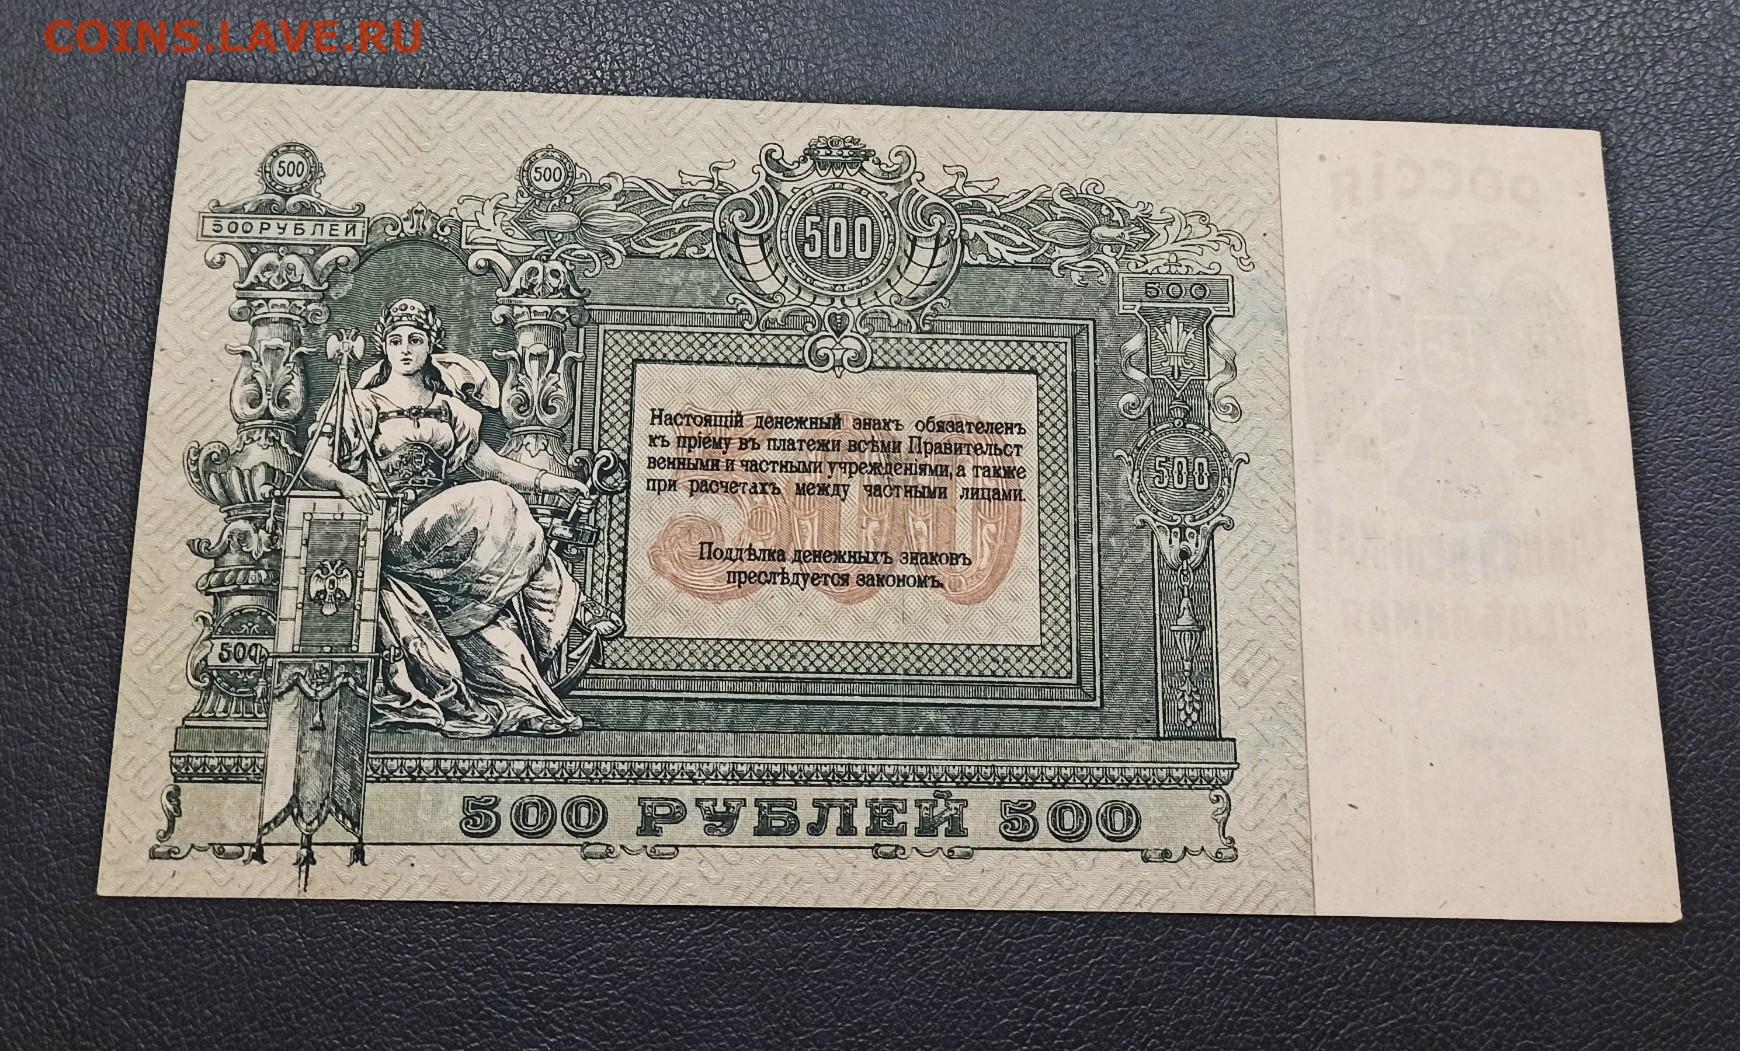 COINS.LAVE.RU
500
500
500 РУБЛЕЙ
500
500
Настоящій денежный знакъ обязателенъ
къ пріему въ платежи всѣми Правительст
венными и частными учрежденіями, а также
при расчетахъ между частными лицами.
500
500
Поддѣлка денежныхъ знаковъ
преслѣдуется закономъ.
500
500 РУБЛЕЙ 500
РОССІЯ